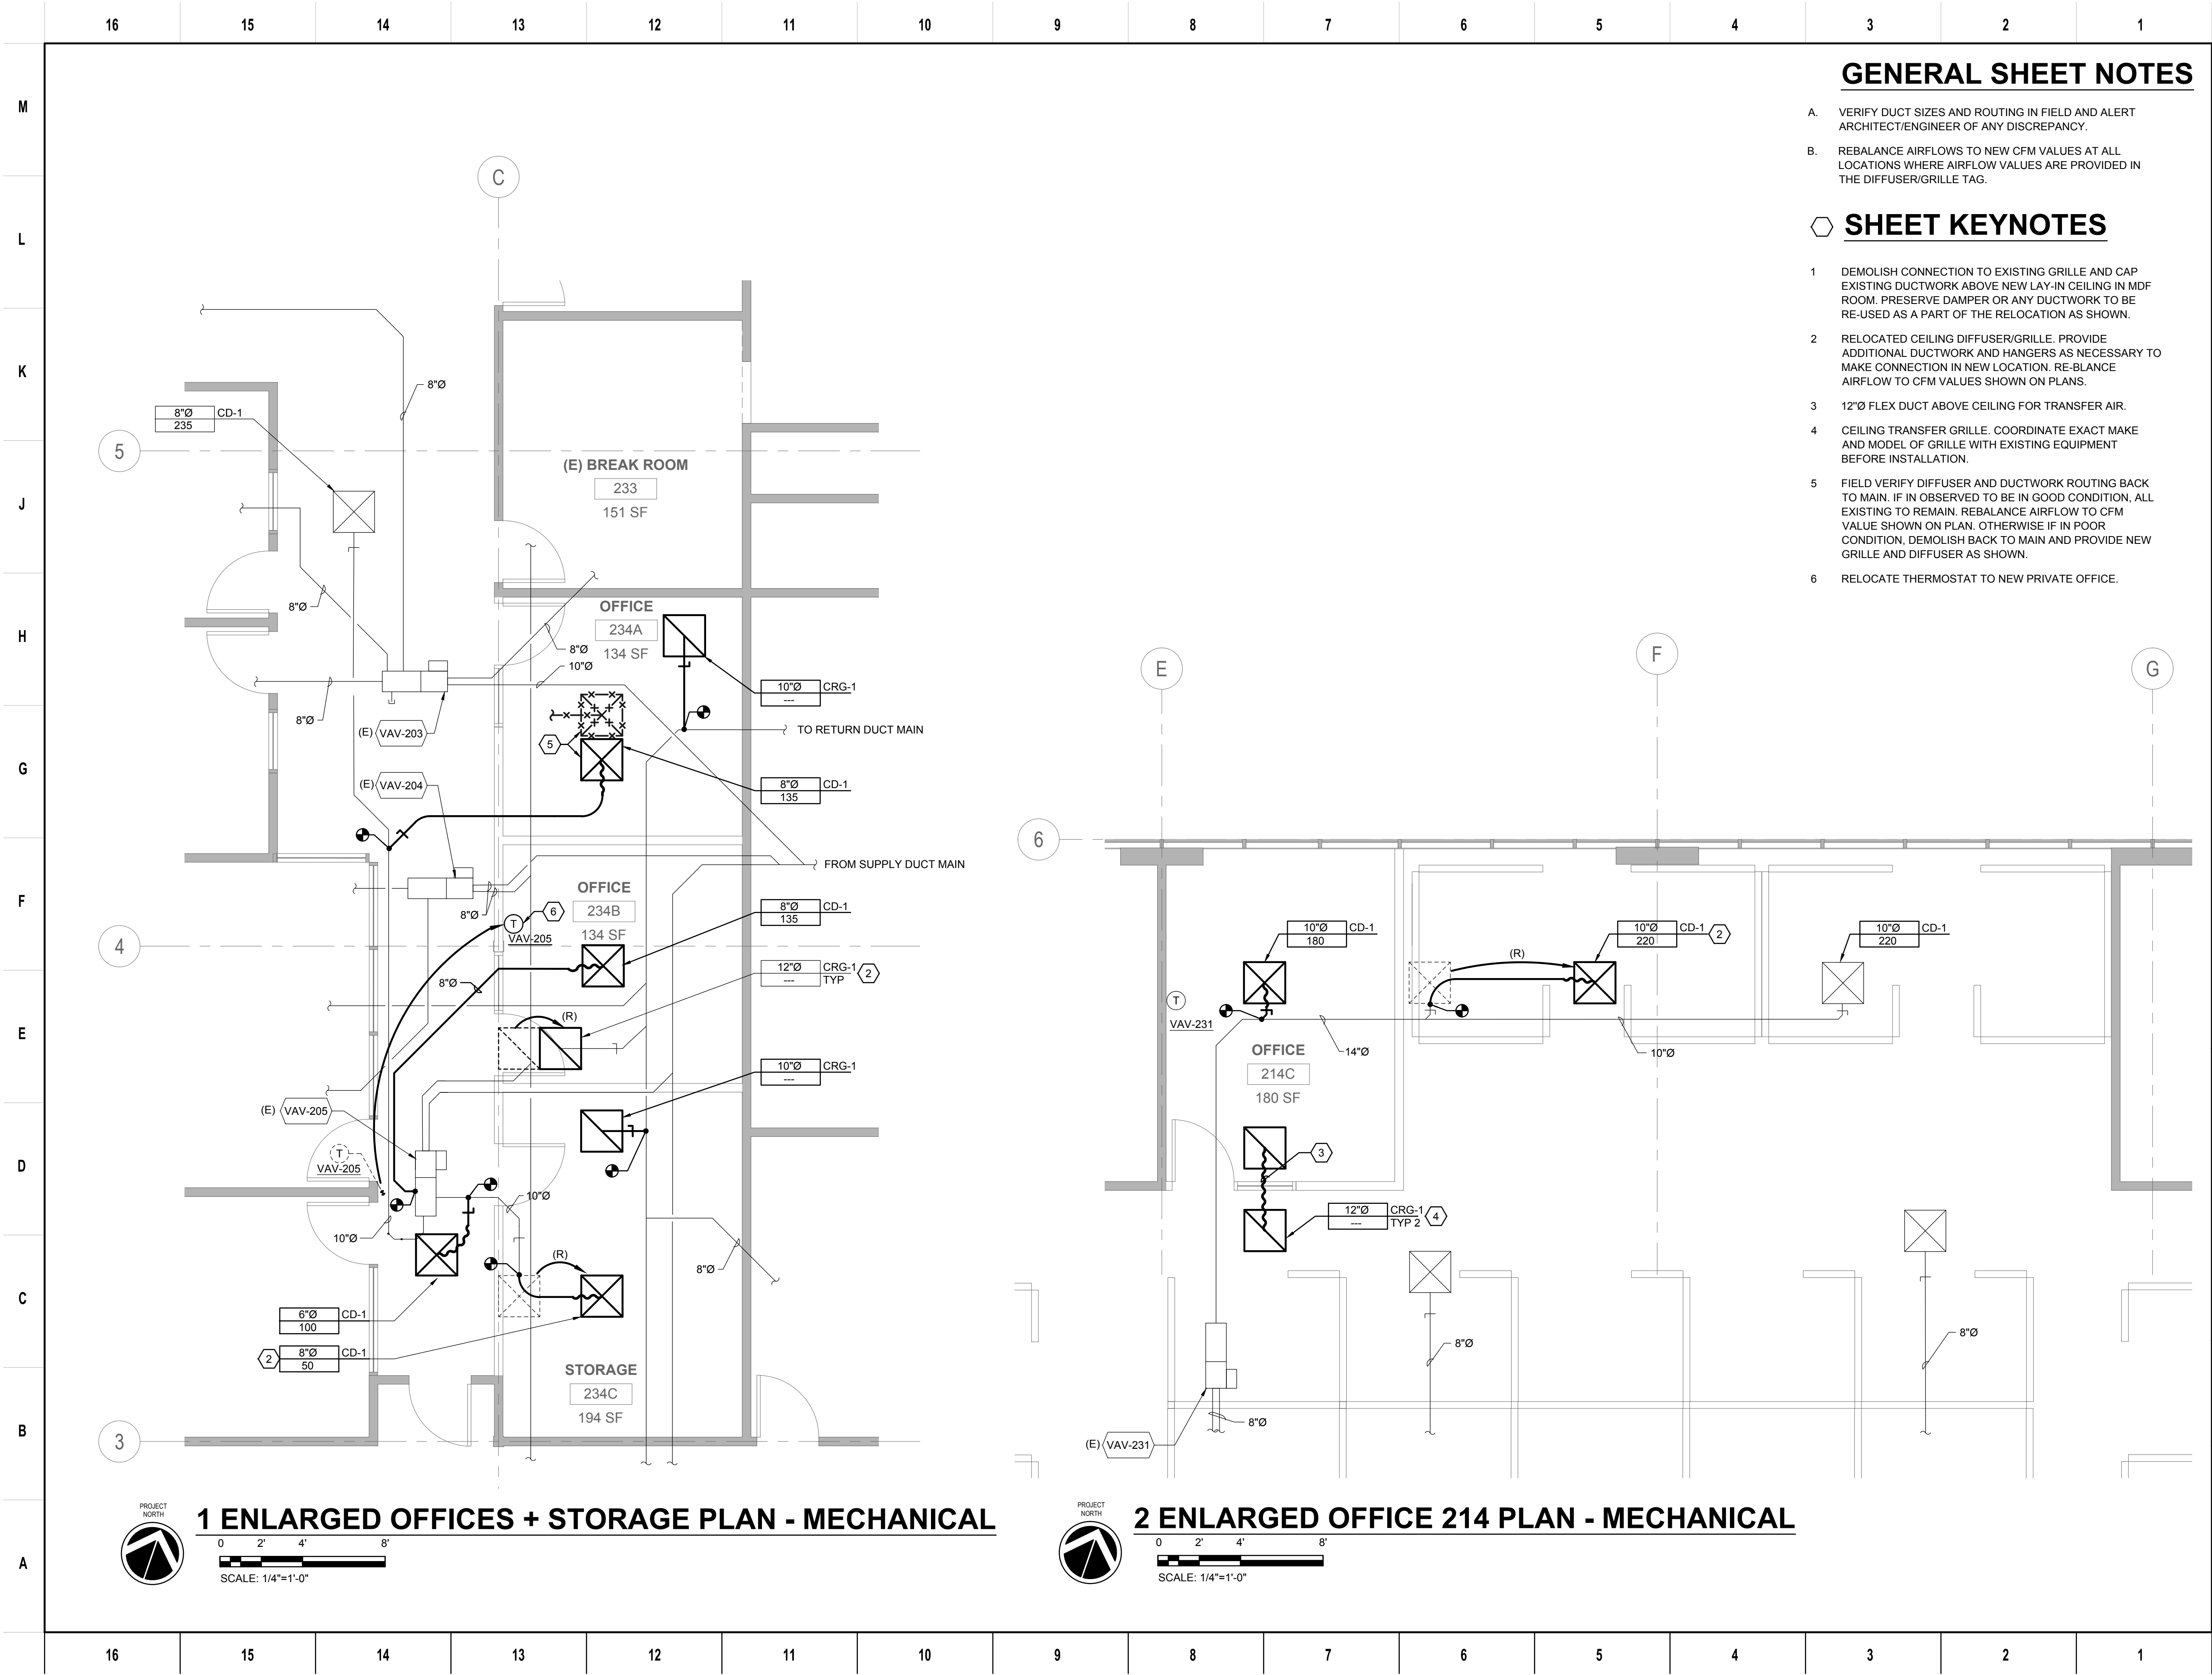 16 15 14 13 12 11 10 9 8 7 6 5 4 3 2 1
M
L
K
J
H
G
F
E
D
C
B
A
GENERAL SHEET NOTES
A. VERIFY DUCT SIZES AND ROUTING IN FIELD AND ALERT
ARCHITECT/ENGINEER OF ANY DISCREPANCY.
B. REBALANCE AIRFLOWS TO NEW CFM VALUES AT ALL
LOCATIONS WHERE AIRFLOW VALUES ARE PROVIDED IN
THE DIFFUSER/GRILLE TAG.
SHEET KEYNOTES
1 DEMOLISH CONNECTION TO EXISTING GRILLE AND CAP
EXISTING DUCTWORK ABOVE NEW LAY-IN CEILING IN MDF
ROOM. PRESERVE DAMPER OR ANY DUCTWORK TO BE
RE-USED AS A PART OF THE RELOCATION AS SHOWN.
2 RELOCATED CEILING DIFFUSER/GRILLE. PROVIDE
ADDITIONAL DUCTWORK AND HANGERS AS NECESSARY TO
MAKE CONNECTION IN NEW LOCATION. RE-BLANCE
AIRFLOW TO CFM VALUES SHOWN ON PLANS.
3 12"Ø FLEX DUCT ABOVE CEILING FOR TRANSFER AIR.
4 CEILING TRANSFER GRILLE. COORDINATE EXACT MAKE
AND MODEL OF GRILLE WITH EXISTING EQUIPMENT
BEFORE INSTALLATION.
5 FIELD VERIFY DIFFUSER AND DUCTWORK ROUTING BACK
TO MAIN. IF IN OBSERVED TO BE IN GOOD CONDITION, ALL
EXISTING TO REMAIN. REBALANCE AIRFLOW TO CFM
VALUE SHOWN ON PLAN. OTHERWISE IF IN POOR
CONDITION, DEMOLISH BACK TO MAIN AND PROVIDE NEW
GRILLE AND DIFFUSER AS SHOWN.
6 RELOCATE THERMOSTAT TO NEW PRIVATE OFFICE.
C
8"Ø
8"Ø CD-1
235
5
(E) BREAK ROOM
233
151 SF
8"Ø
OFFICE
234A
134 SF
8"Ø
10"Ø
10"Ø CRG-1
---
8"Ø
(E) VAV-203
TO RETURN DUCT MAIN
5
(E) VAV-204
8"Ø CD-1
135
FROM SUPPLY DUCT MAIN
OFFICE
234B
134 SF
8"Ø
6
T
VAV-205
8"Ø CD-1
135
4
12"Ø CRG-1
--- TYP
2
8"Ø
(R)
10"Ø CRG-1
---
(E) VAV-205
T
VAV-205
10"Ø
10"Ø
(R)
8"Ø
6"Ø CD-1
100
2
8"Ø CD-1
50
STORAGE
234C
194 SF
3
E
F
G
6
10"Ø CD-1
180
10"Ø CD-1
220
2
10"Ø CD-1
220
(R)
T
VAV-231
OFFICE
214C
180 SF
14"Ø
10"Ø
3
12"Ø CRG-1
--- TYP 2
4
8"Ø
8"Ø
8"Ø
(E) VAV-231
PROJECT
NORTH
1 ENLARGED OFFICES + STORAGE PLAN - MECHANICAL
0 2' 4' 8'
SCALE: 1/4"=1'-0"
PROJECT
NORTH
2 ENLARGED OFFICE 214 PLAN - MECHANICAL
0 2' 4' 8'
SCALE: 1/4"=1'-0"
16 15 14 13 12 11 10 9 8 7 6 5 4 3 2 1